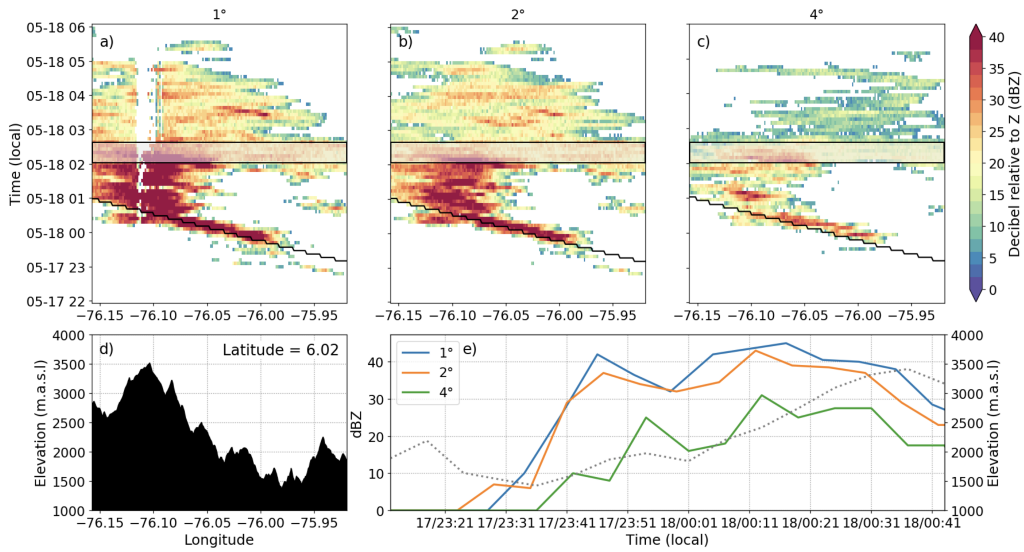 1°
2°
4°
a)
b)
c)
05-18 06
05-18 05
05-18 04
05-18 03
05-18 02
05-18 01
05-18 00
05-17 23
05-17 22
Time (local)
−76.15 −76.10 −76.05 −76.00 −75.95
−76.15 −76.10 −76.05 −76.00 −75.95
−76.15 −76.10 −76.05 −76.00 −75.95
40
35
30
25
20
15
10
5
0
Decibel relative to Z (dBZ)
d)
Latitude = 6.02
4000
3500
3000
2500
2000
1500
1000
Elevation (m.a.s.l)
−76.15 −76.10 −76.05 −76.00 −75.95
Longitude
e)
1°
2°
4°
40
30
20
10
0
dBZ
4000
3500
3000
2500
2000
1500
1000
Elevation (m.a.s.l)
17/23:21 17/23:31 17/23:41 17/23:51 18/00:01 18/00:11 18/00:21 18/00:31 18/00:41
Time (local)